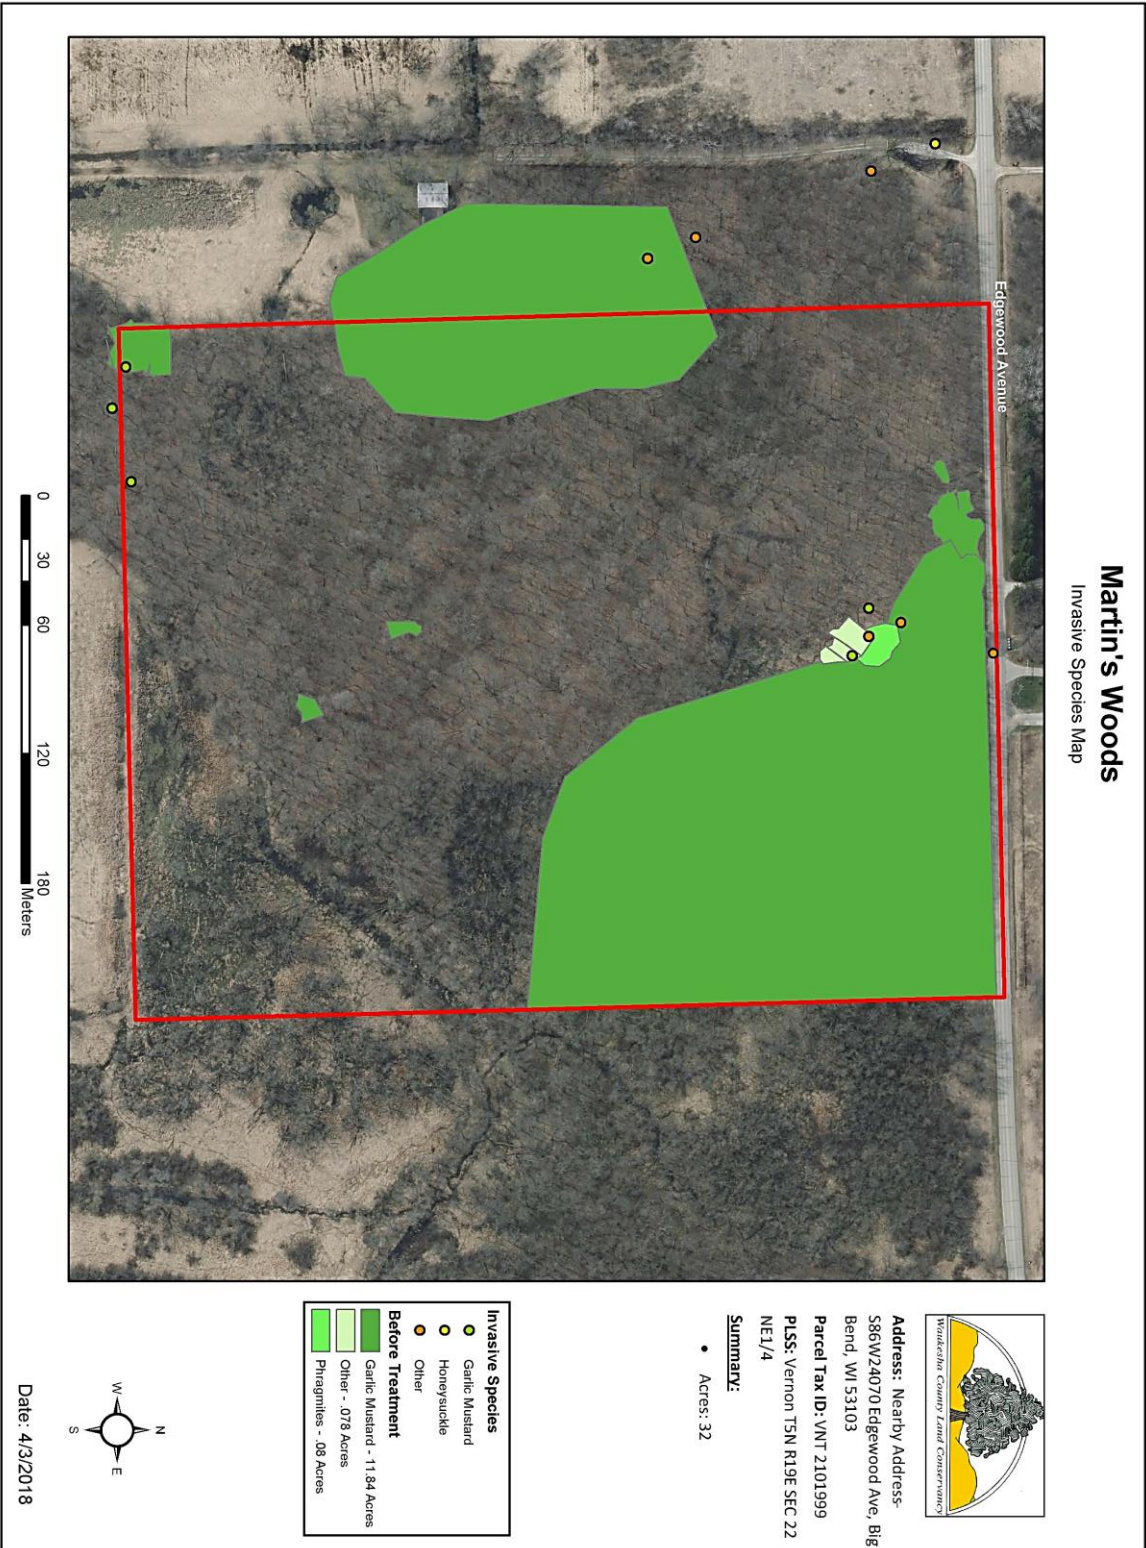 Martin's Woods
Invasive Species Map
Edgewood Avenue
0 30 60 120 180
Meters
Waukesha County Land Conservancy
Address: Nearby Address-
S86W24070 Edgewood Ave, Big
Bend, WI 53103
Parcel Tax ID: VNT 2101999
PLSS: Vernon T5N R19E SEC 22
NE1/4
Summary:
• Acres: 32
Invasive Species
Garlic Mustard
Honeysuckle
Other
Before Treatment
Garlic Mustard - 11.84 Acres
Other - .078 Acres
Phragmites - .08 Acres
N
W
E
S
Date: 4/3/2018